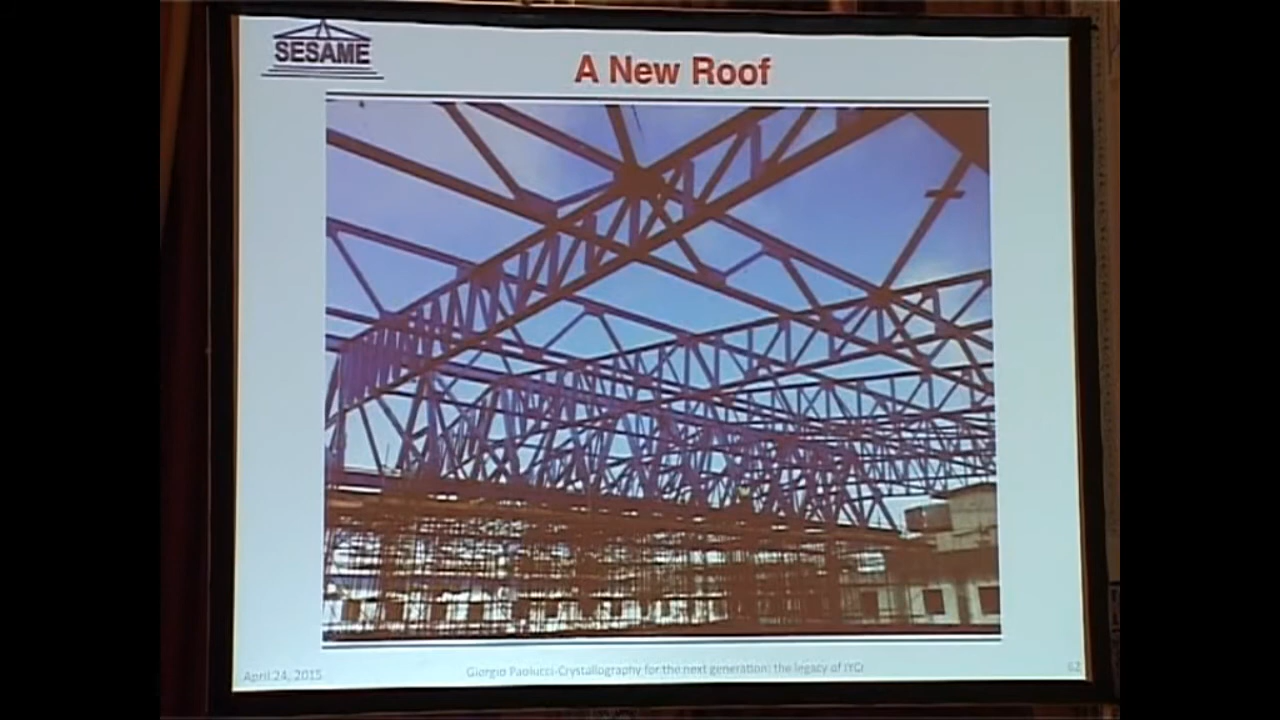 SESAME
A New Roof
April 24, 2015
Giorgio Paolucci-Crystallography for the next generation: the legacy of IYCr
62